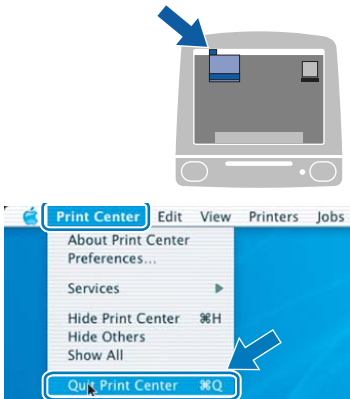 Print Center Edit View Printers Jobs
About Print Center
Preferences...
Services
Hide Print Center ⌘H
Hide Others
Show All
Quit Print Center ⌘Q